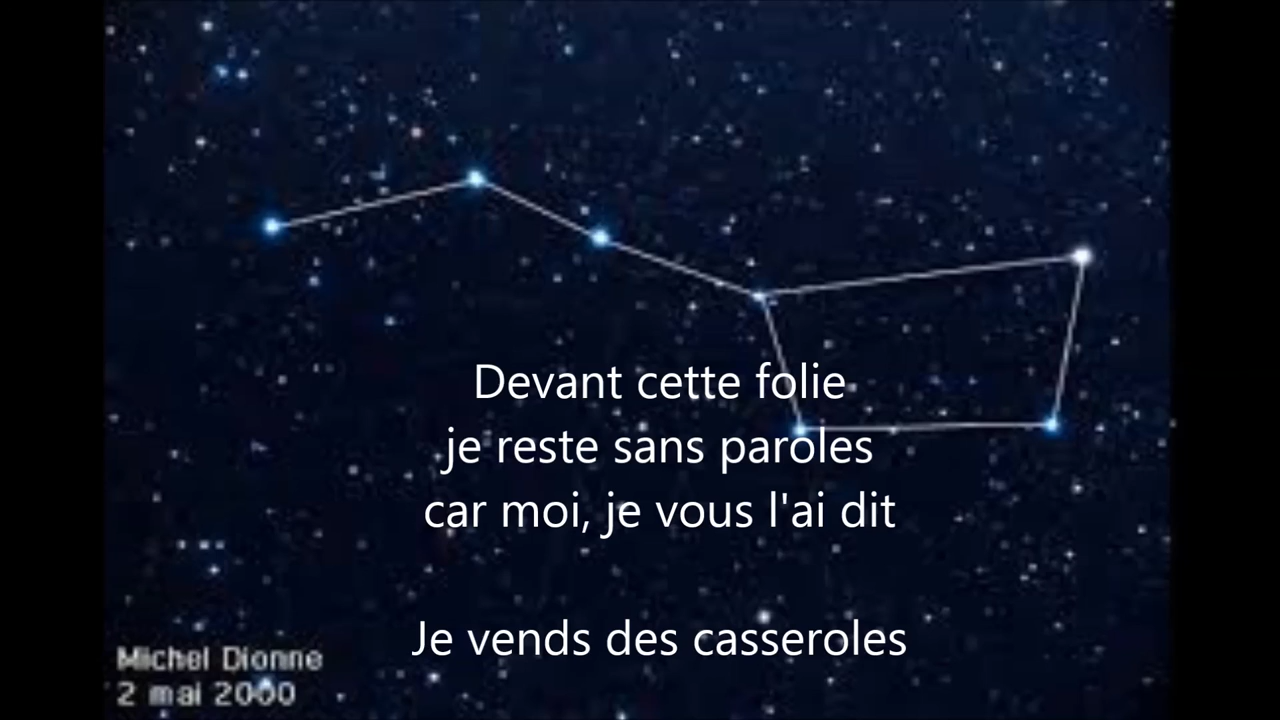 Devant cette folie
je reste sans paroles
car moi, je vous l'ai dit
Je vends des casseroles
Michel Dionne
2 mai 2000